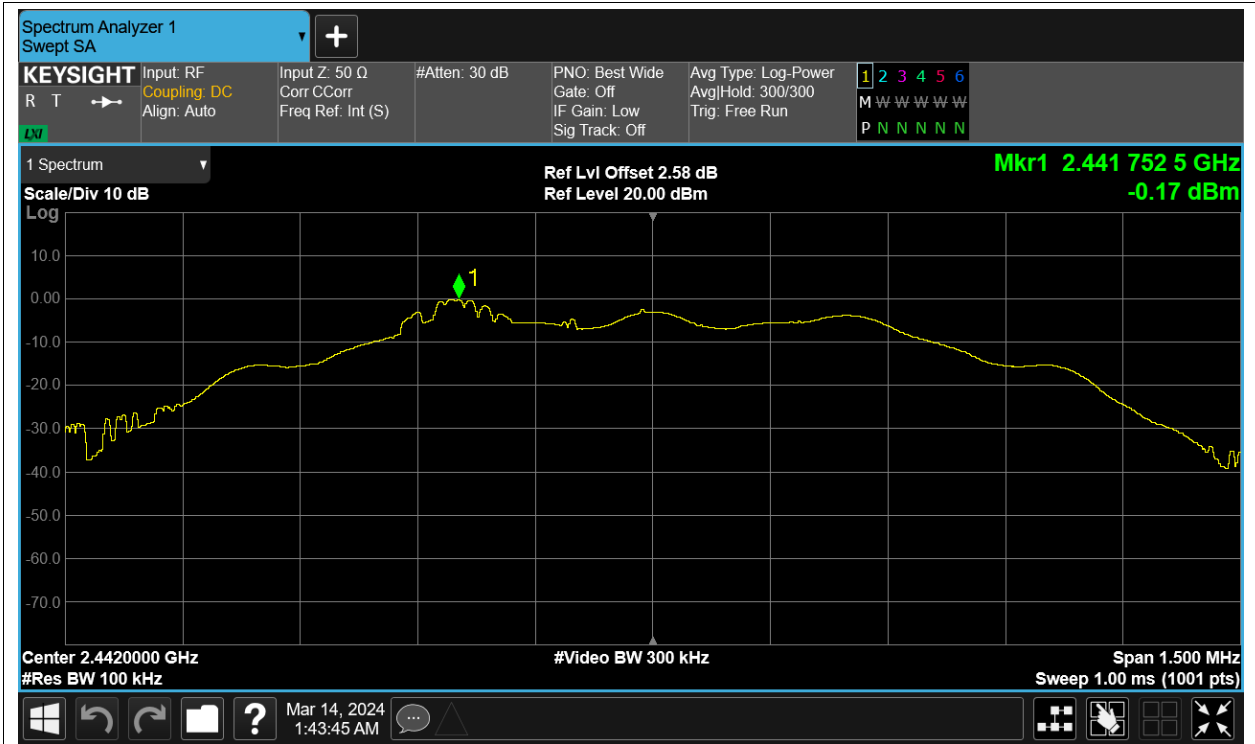 Spectrum Analyzer 1
Swept SA
KEYSIGHT
R T
LXI
Input: RF
Coupling: DC
Align: Auto
Input Z: 50 Ω
Corr CCorr
Freq Ref: Int (S)
#Atten: 30 dB
PNO: Best Wide
Gate: Off
IF Gain: Low
Sig Track: Off
Avg Type: Log-Power
Avg|Hold: 300/300
Trig: Free Run
1 2 3 4 5 6
M W W W W W
P N N N N N
1 Spectrum
Scale/Div 10 dB
Log
Ref Lvl Offset 2.58 dB
Ref Level 20.00 dBm
Mkr1 2.441 752 5 GHz
-0.17 dBm
1
10.0
0.00
-10.0
-20.0
-30.0
-40.0
-50.0
-60.0
-70.0
Center 2.4420000 GHz
#Res BW 100 kHz
#Video BW 300 kHz
Span 1.500 MHz
Sweep 1.00 ms (1001 pts)
?
Mar 14, 2024
1:43:45 AM